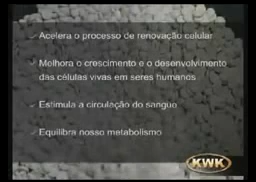 Acelera o processo de renovação celular
Melhora o crescimento e o desenvolvimento
das células vivas em seres humanos
Estimula a circulação do sangue
Equilibra nosso metabolismo
KWK